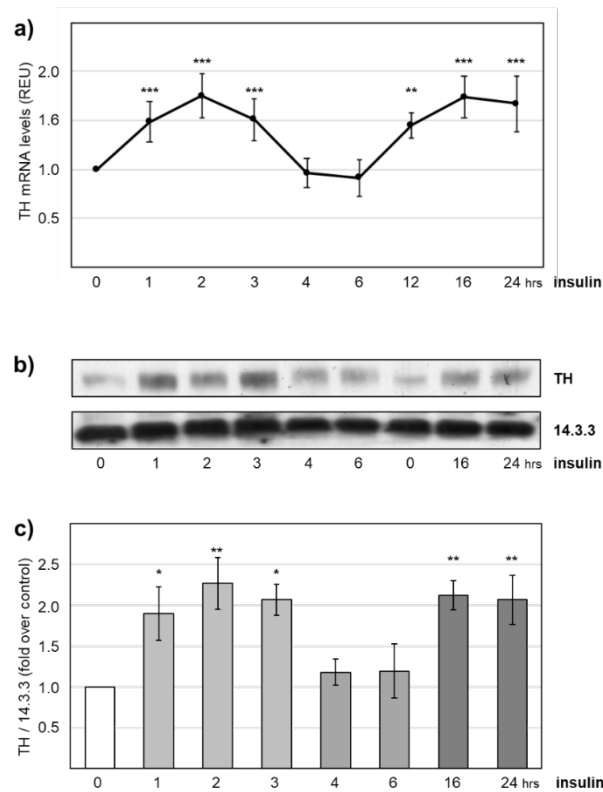 a)
TH mRNA levels (REU)
2.0
1.6
1.0
0.5
*** *** *** ** *** ***
0 1 2 3 4 6 12 16 24 hrs insulin
b)
TH
14.3.3
0 1 2 3 4 6 0 16 24 hrs insulin
c)
TH / 14.3.3 (fold over control)
2.5
2.0
1.5
1.0
0.5
* ** * ** **
0 1 2 3 4 6 16 24 hrs insulin